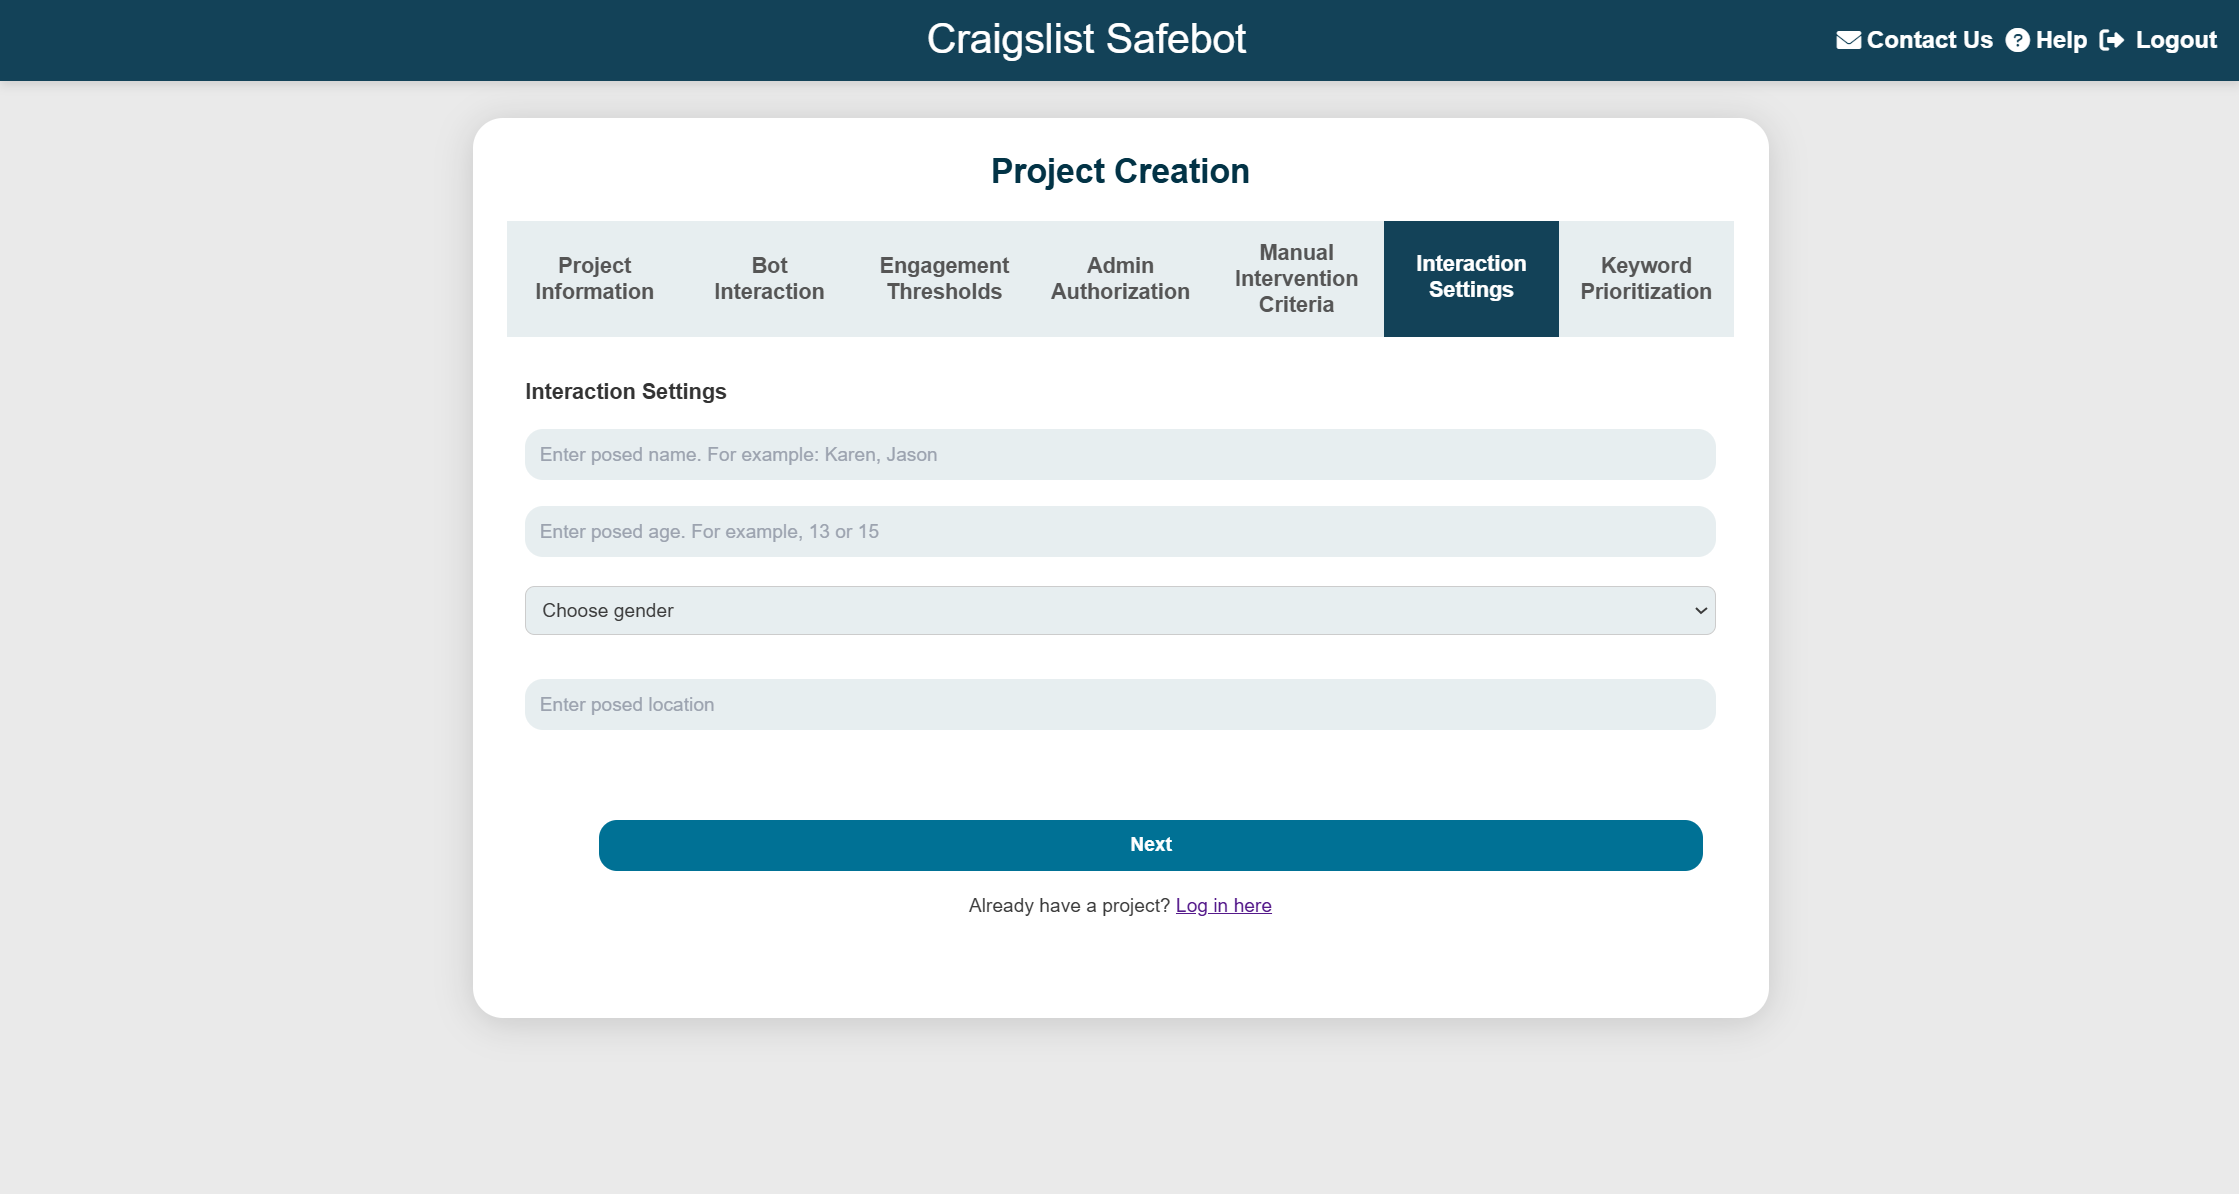 Craigslist Safebot
Contact Us
Help
Logout
Project Creation
Project
Information
Bot
Interaction
Engagement
Thresholds
Admin
Authorization
Manual
Intervention
Criteria
Interaction
Settings
Keyword
Prioritization
Interaction Settings
Enter posed name. For example: Karen, Jason
Enter posed age. For example, 13 or 15
Choose gender
Enter posed location
Next
Already have a project? Log in here